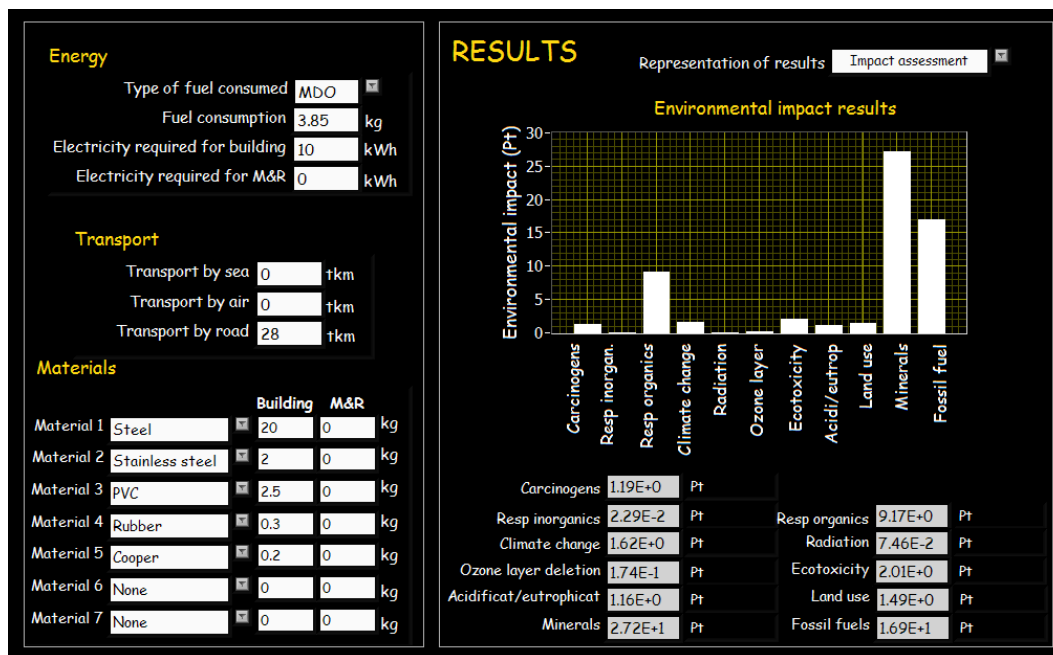 Energy
Type of fuel consumed MDO
Fuel consumption 3.85 kg
Electricity required for building 10 kWh
Electricity required for M&R 0 kWh
Transport
Transport by sea 0 tkm
Transport by air 0 tkm
Transport by road 28 tkm
Materials
Building M&R
Material 1 Steel 20 0 kg
Material 2 Stainless steel 2 0 kg
Material 3 PVC 2.5 0 kg
Material 4 Rubber 0.3 0 kg
Material 5 Cooper 0.2 0 kg
Material 6 None 0 0 kg
Material 7 None 0 0 kg
RESULTS
Representation of results Impact assessment
Environmental impact results
Environmental impact (Pt)
30
25
20
15
10
5
0
Carcinogens
Resp inorgan.
Resp organics
Climate change
Radiation
Ozone layer
Ecotoxicity
Acidi/eutrop
Land use
Minerals
Fossil fuel
Carcinogens 1.19E+0 Pt
Resp inorganics 2.29E-2 Pt Resp organics 9.17E+0 Pt
Climate change 1.62E+0 Pt Radiation 7.46E-2 Pt
Ozone layer deletion 1.74E-1 Pt Ecotoxicity 2.01E+0 Pt
Acidificat/eutrophicat 1.16E+0 Pt Land use 1.49E+0 Pt
Minerals 2.72E+1 Pt Fossil fuels 1.69E+1 Pt